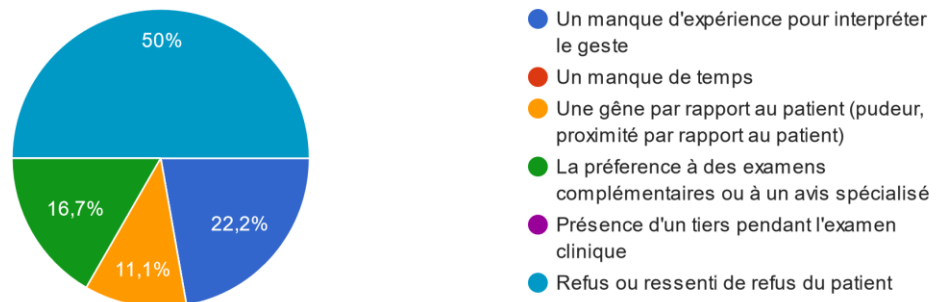 50%
16,7%
22,2%
11,1%
Un manque d'expérience pour interpréter
le geste
Un manque de temps
Une gêne par rapport au patient (pudeur,
proximité par rapport au patient)
La préference à des examens
complémentaires ou à un avis spécialisé
Présence d'un tiers pendant l'examen
clinique
Refus ou ressenti de refus du patient